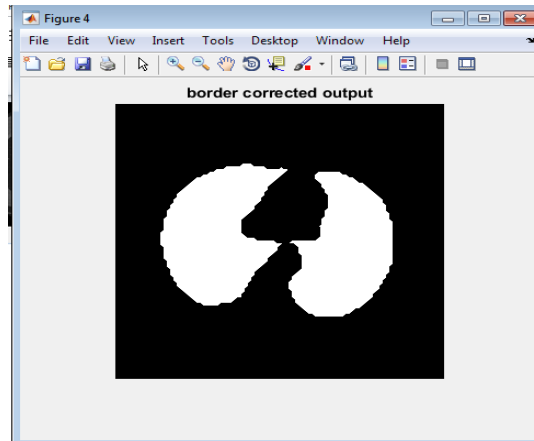 Figure 4
File Edit View Insert Tools Desktop Window Help
border corrected output